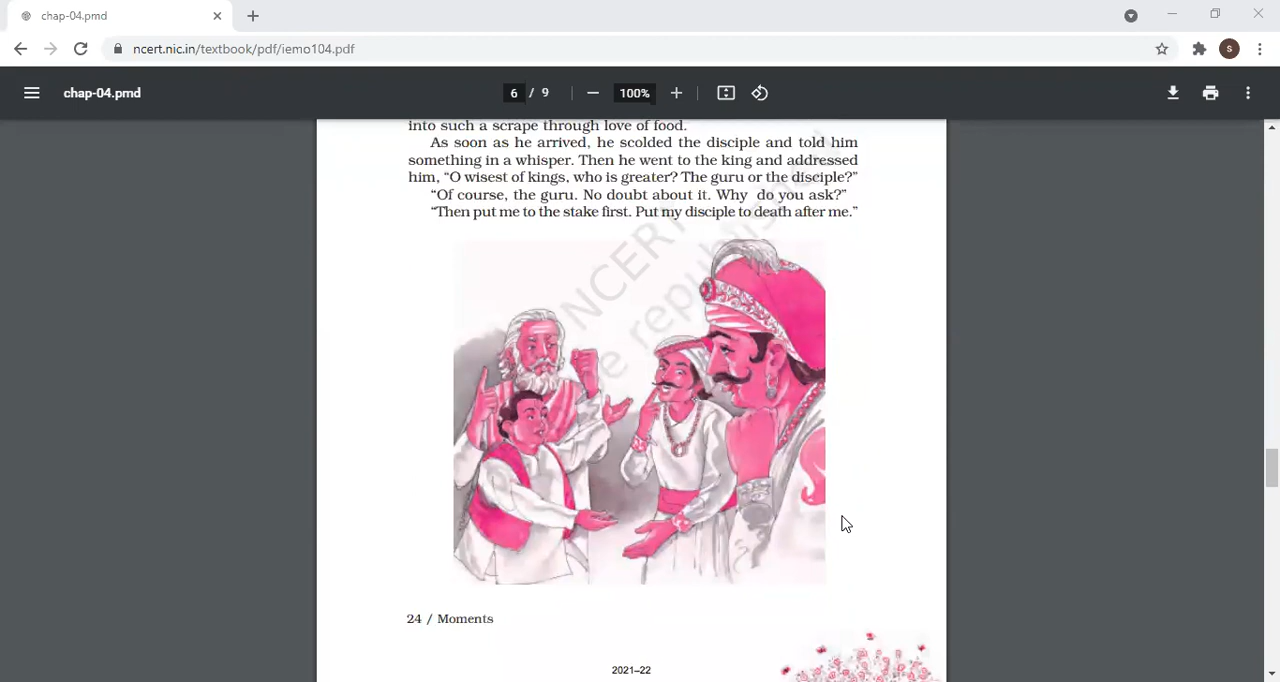 chap-04.pmd
ncert.nic.in/textbook/pdf/iemo104.pdf
S
chap-04.pmd
6 / 9
100%
into such a scrape through love of food.
As soon as he arrived, he scolded the disciple and told him
something in a whisper. Then he went to the king and addressed
him, “O wisest of kings, who is greater? The guru or the disciple?”
“Of course, the guru. No doubt about it. Why do you ask?”
“Then put me to the stake first. Put my disciple to death after me.”
NCERT
e republished
24 / Moments
2021–22